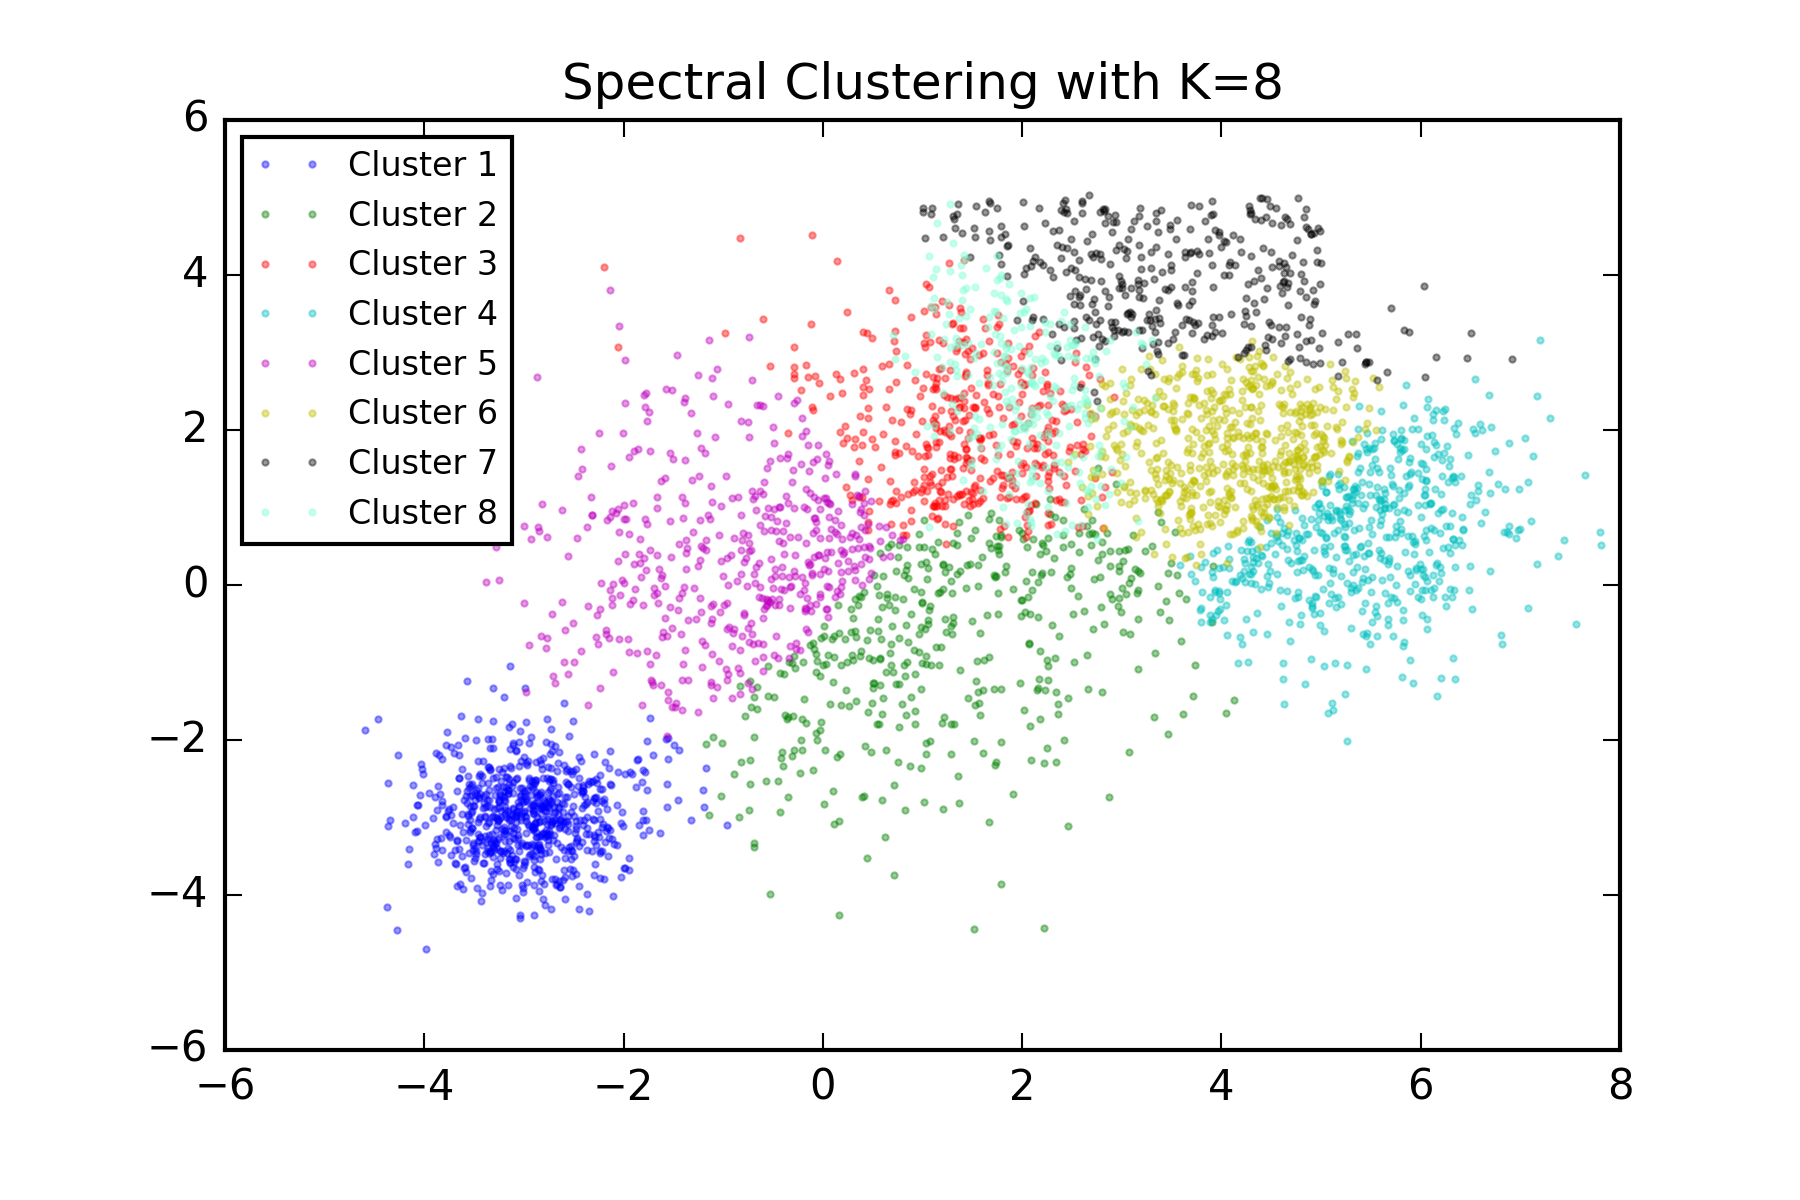 Spectral Clustering with K=8
6
4
2
0
−2
−4
−6
Cluster 1
Cluster 2
Cluster 3
Cluster 4
Cluster 5
Cluster 6
Cluster 7
Cluster 8
−6 −4 −2 0 2 4 6 8